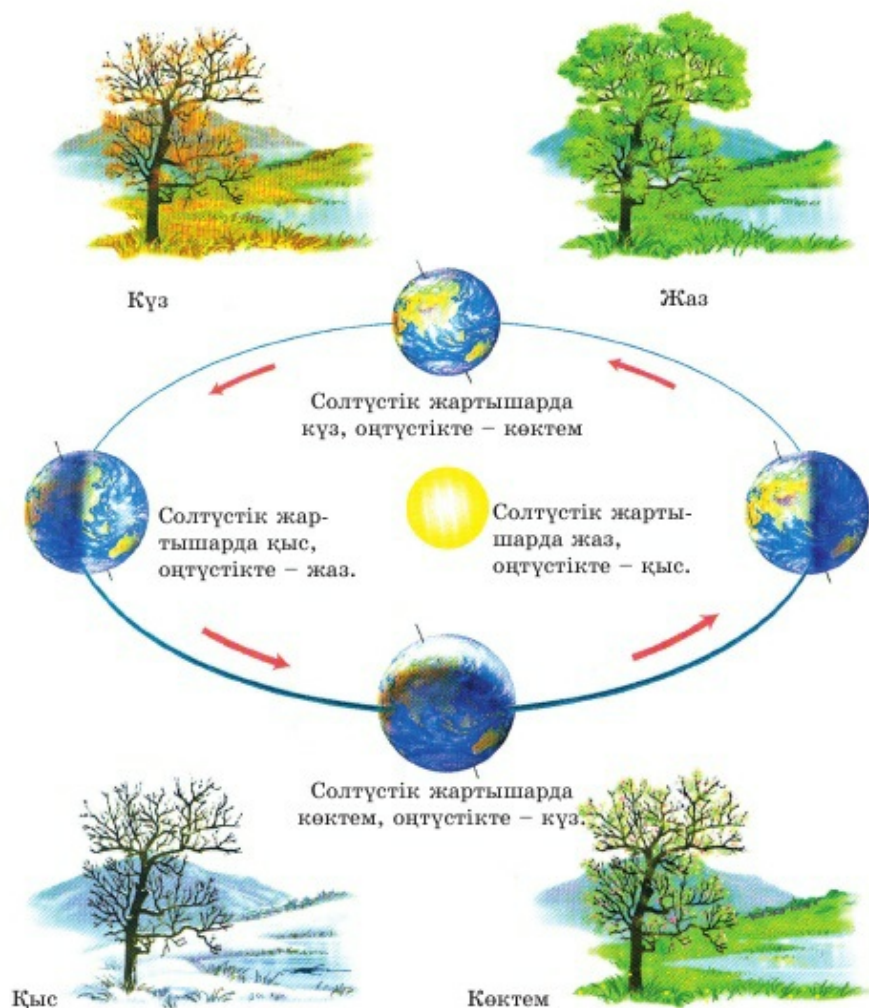 Күз
Жаз
Солтүстік жартышарда
күз, оңтүстікте – көктем
Солтүстік жар-
тышарда қыс,
оңтүстікте – жаз.
Солтүстік жарты-
шарда жаз,
оңтүстікте – қыс.
Солтүстік жартышарда
көктем, оңтүстікте – күз.
Қыс
Көктем